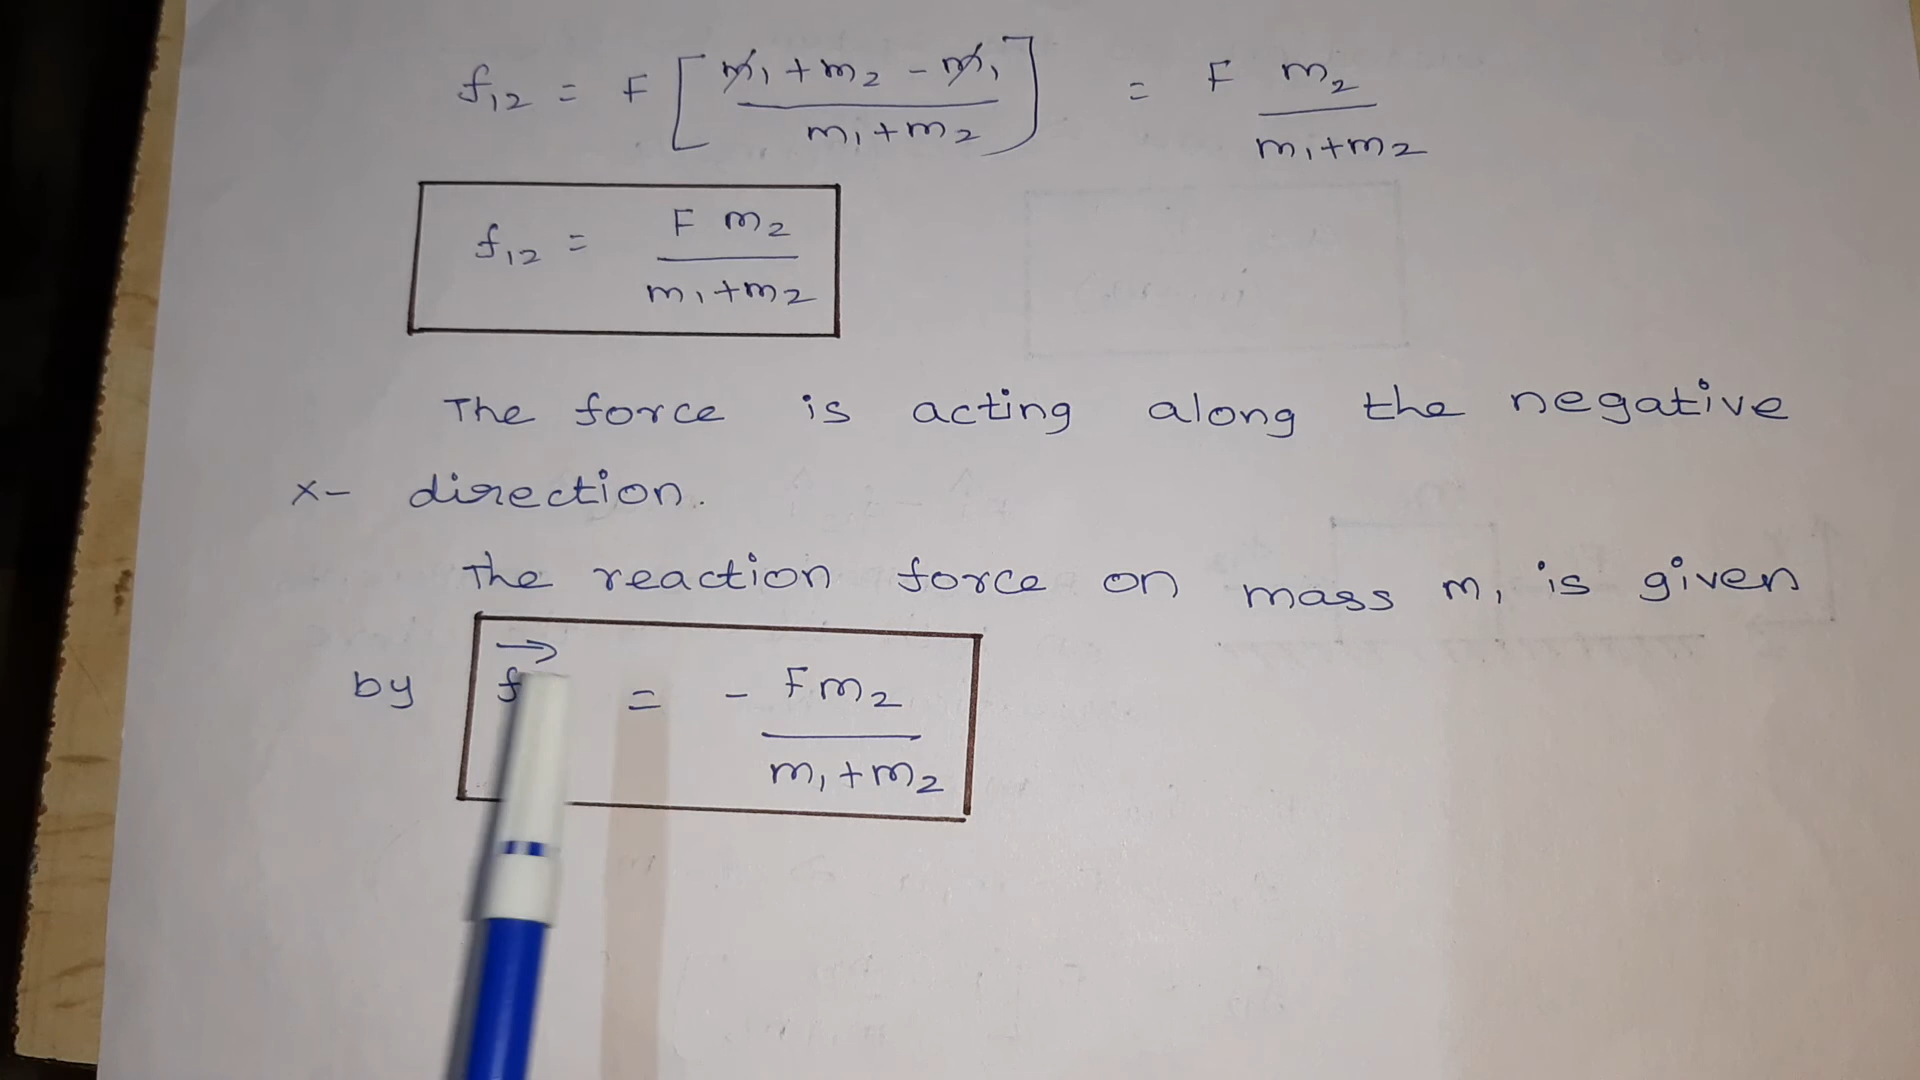 f₁₂ = F [ (m₁ + m₂ - m₁) / (m₁+m₂) ] = F m₂ / (m₁+m₂)
f₁₂ = F m₂ / (m₁+m₂)
The force is acting along the negative
x- direction.
The reaction force on mass m₁ is given
by f⃗ = - F m₂ / (m₁+m₂)